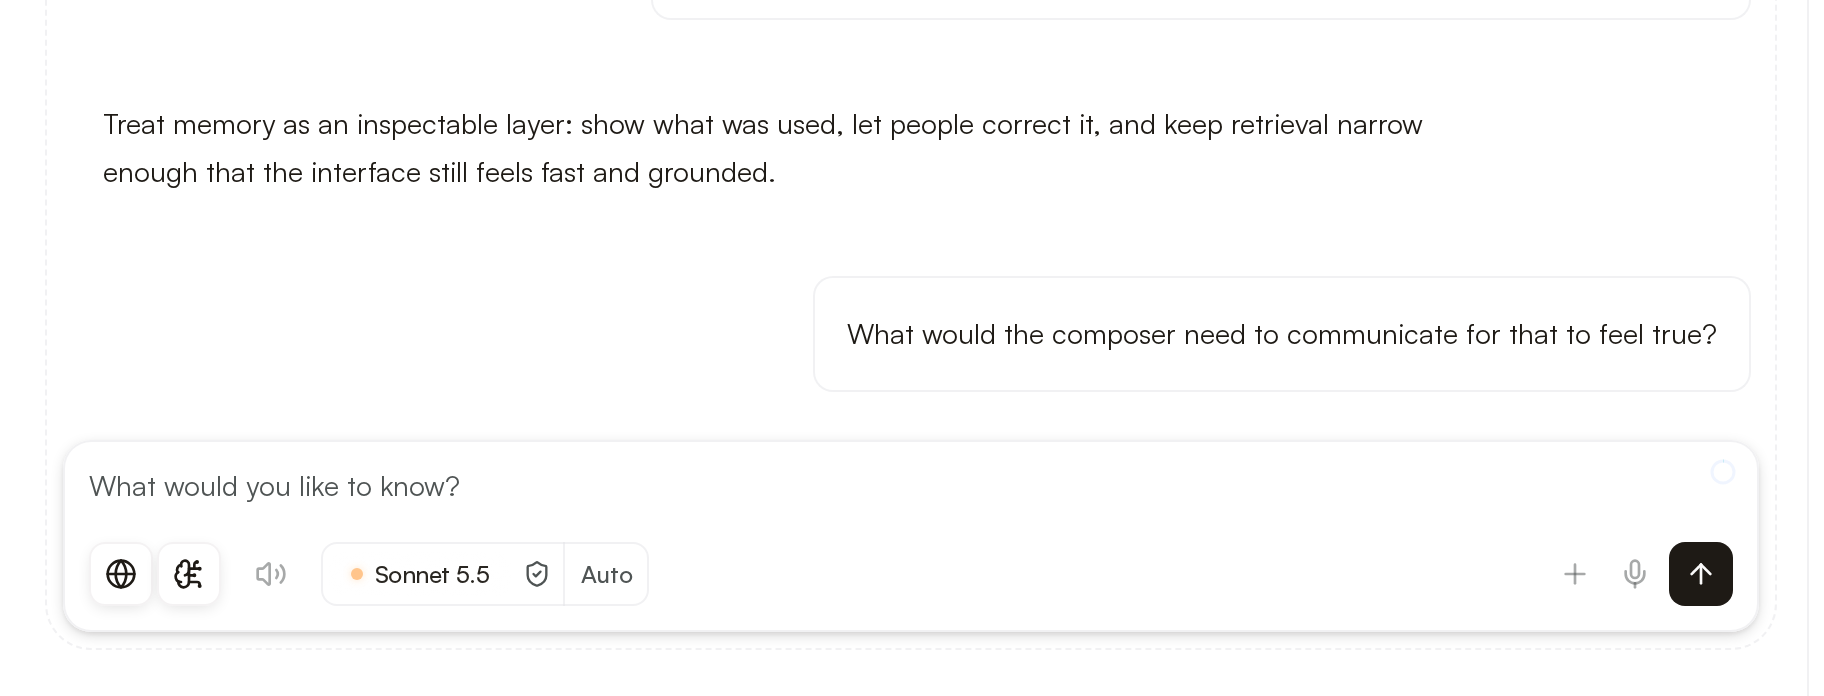 Treat memory as an inspectable layer: show what was used, let people correct it, and keep retrieval narrow
enough that the interface still feels fast and grounded.
What would the composer need to communicate for that to feel true?
What would you like to know?
Sonnet 5.5
Auto